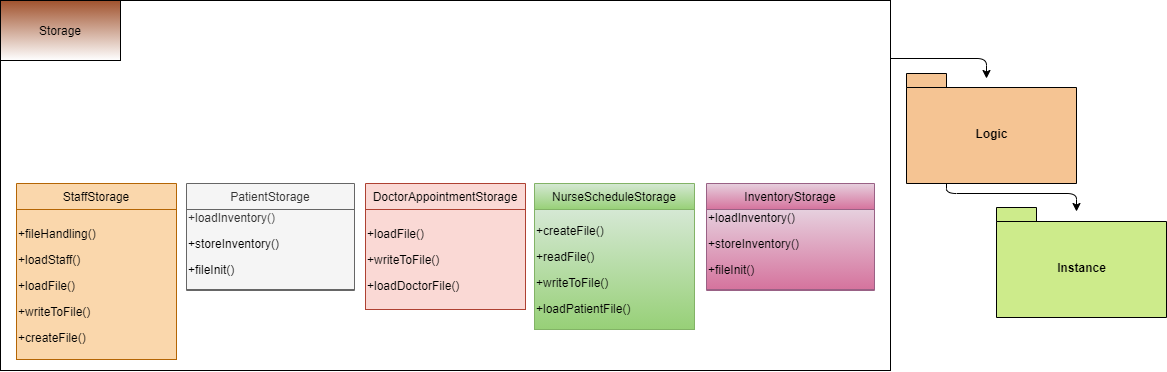 Storage
Logic
Instance
StaffStorage
+fileHandling()
+loadStaff()
+loadFile()
+writeToFile()
+createFile()
PatientStorage
+loadInventory()
+storeInventory()
+fileInit()
DoctorAppointmentStorage
+loadFile()
+writeToFile()
+loadDoctorFile()
NurseScheduleStorage
+createFile()
+readFile()
+writeToFile()
+loadPatientFile()
InventoryStorage
+loadInventory()
+storeInventory()
+fileInit()